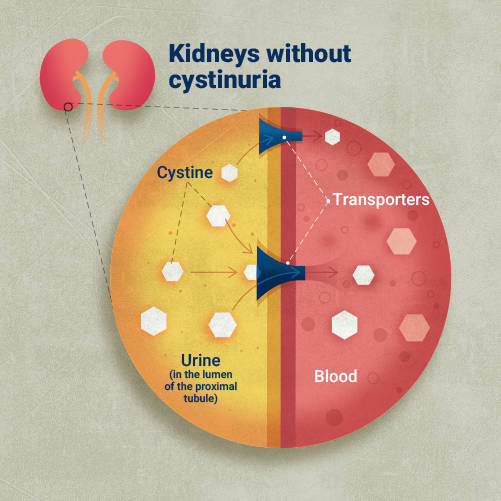 Kidneys without
cystinuria
Cystine
Transporters
Urine
(in the lumen
of the proximal
tubule)
Blood